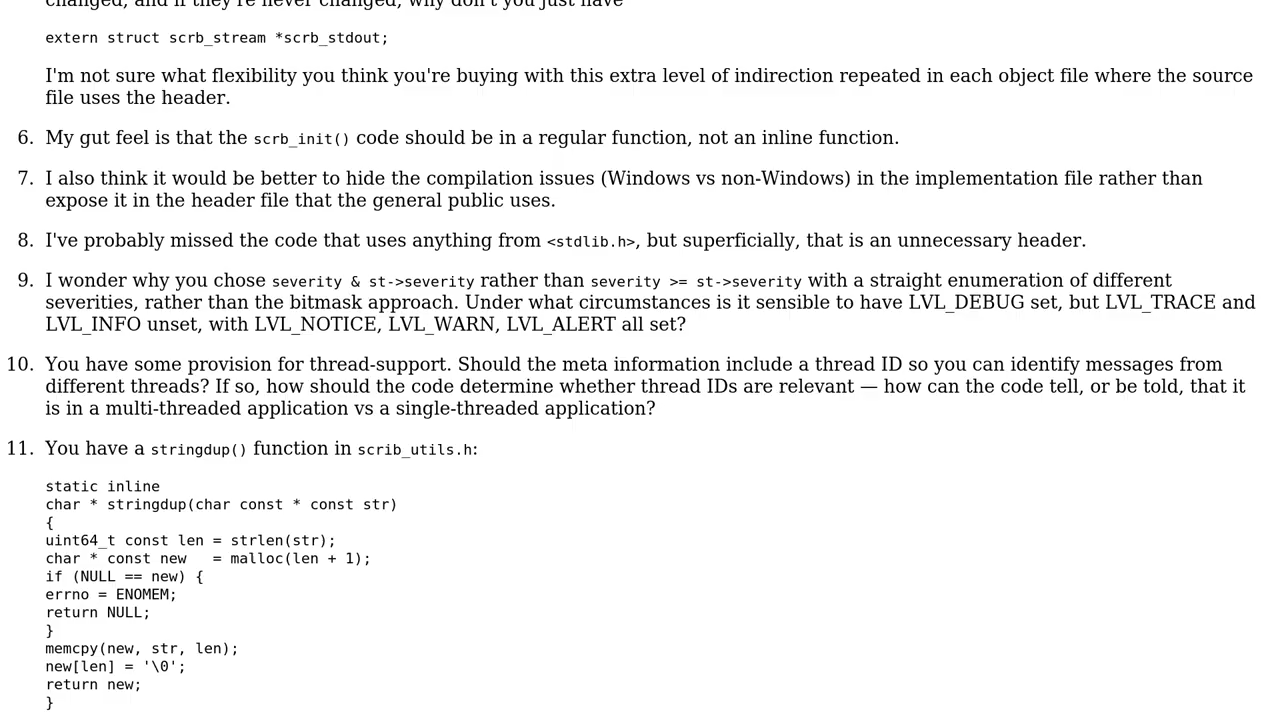 changed, and if they're never changed, why don't you just have
extern struct scrb_stream *scrb_stdout;
I'm not sure what flexibility you think you're buying with this extra level of indirection repeated in each object file where the source
file uses the header.
6. My gut feel is that the scrb_init() code should be in a regular function, not an inline function.
7. I also think it would be better to hide the compilation issues (Windows vs non-Windows) in the implementation file rather than
expose it in the header file that the general public uses.
8. I've probably missed the code that uses anything from <stdlib.h>, but superficially, that is an unnecessary header.
9. I wonder why you chose severity & st->severity rather than severity >= st->severity with a straight enumeration of different
severities, rather than the bitmask approach. Under what circumstances is it sensible to have LVL_DEBUG set, but LVL_TRACE and
LVL_INFO unset, with LVL_NOTICE, LVL_WARN, LVL_ALERT all set?
10. You have some provision for thread-support. Should the meta information include a thread ID so you can identify messages from
different threads? If so, how should the code determine whether thread IDs are relevant — how can the code tell, or be told, that it
is in a multi-threaded application vs a single-threaded application?
11. You have a stringdup() function in scrib_utils.h:
static inline
char * stringdup(char const * const str)
{
uint64_t const len = strlen(str);
char * const new   = malloc(len + 1);
if (NULL == new) {
errno = ENOMEM;
return NULL;
}
memcpy(new, str, len);
new[len] = '\0';
return new;
}